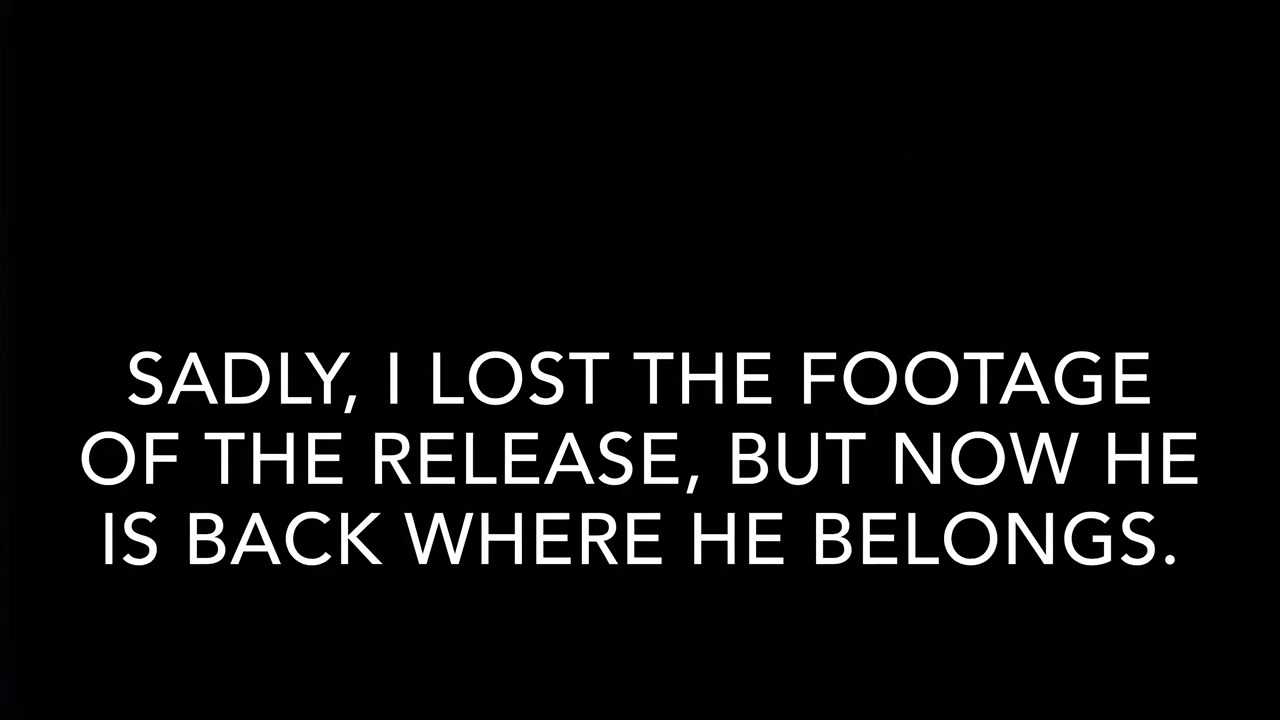 SADLY, I LOST THE FOOTAGE
OF THE RELEASE, BUT NOW HE
IS BACK WHERE HE BELONGS.